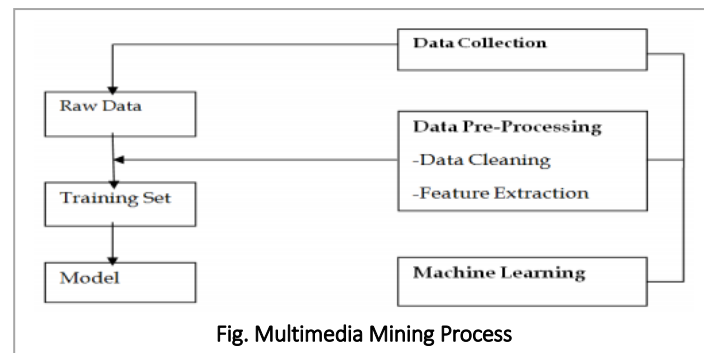 Data Collection
Raw Data
Data Pre-Processing
-Data Cleaning
-Feature Extraction
Training Set
Model
Machine Learning
Fig. Multimedia Mining Process